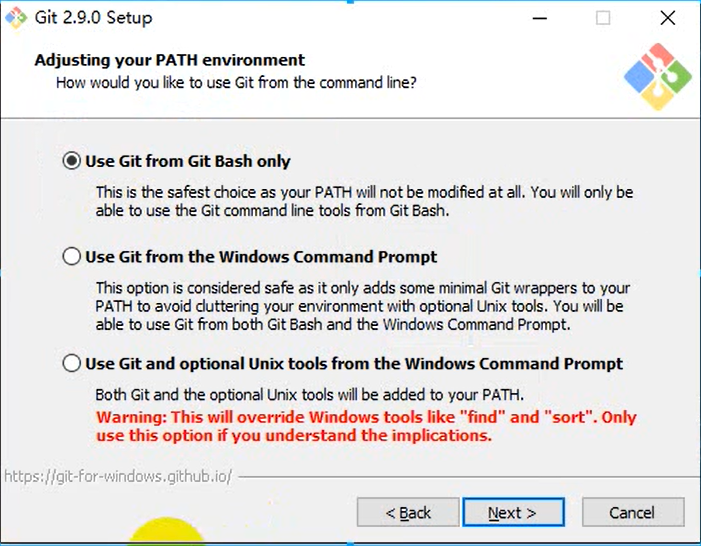 Git 2.9.0 Setup
Adjusting your PATH environment
How would you like to use Git from the command line?
Use Git from Git Bash only
This is the safest choice as your PATH will not be modified at all. You will only be
able to use the Git command line tools from Git Bash.
Use Git from the Windows Command Prompt
This option is considered safe as it only adds some minimal Git wrappers to your
PATH to avoid cluttering your environment with optional Unix tools. You will be
able to use Git from both Git Bash and the Windows Command Prompt.
Use Git and optional Unix tools from the Windows Command Prompt
Both Git and the optional Unix tools will be added to your PATH.
Warning: This will override Windows tools like "find" and "sort". Only
use this option if you understand the implications.
https://git-for-windows.github.io/
< Back Next > Cancel